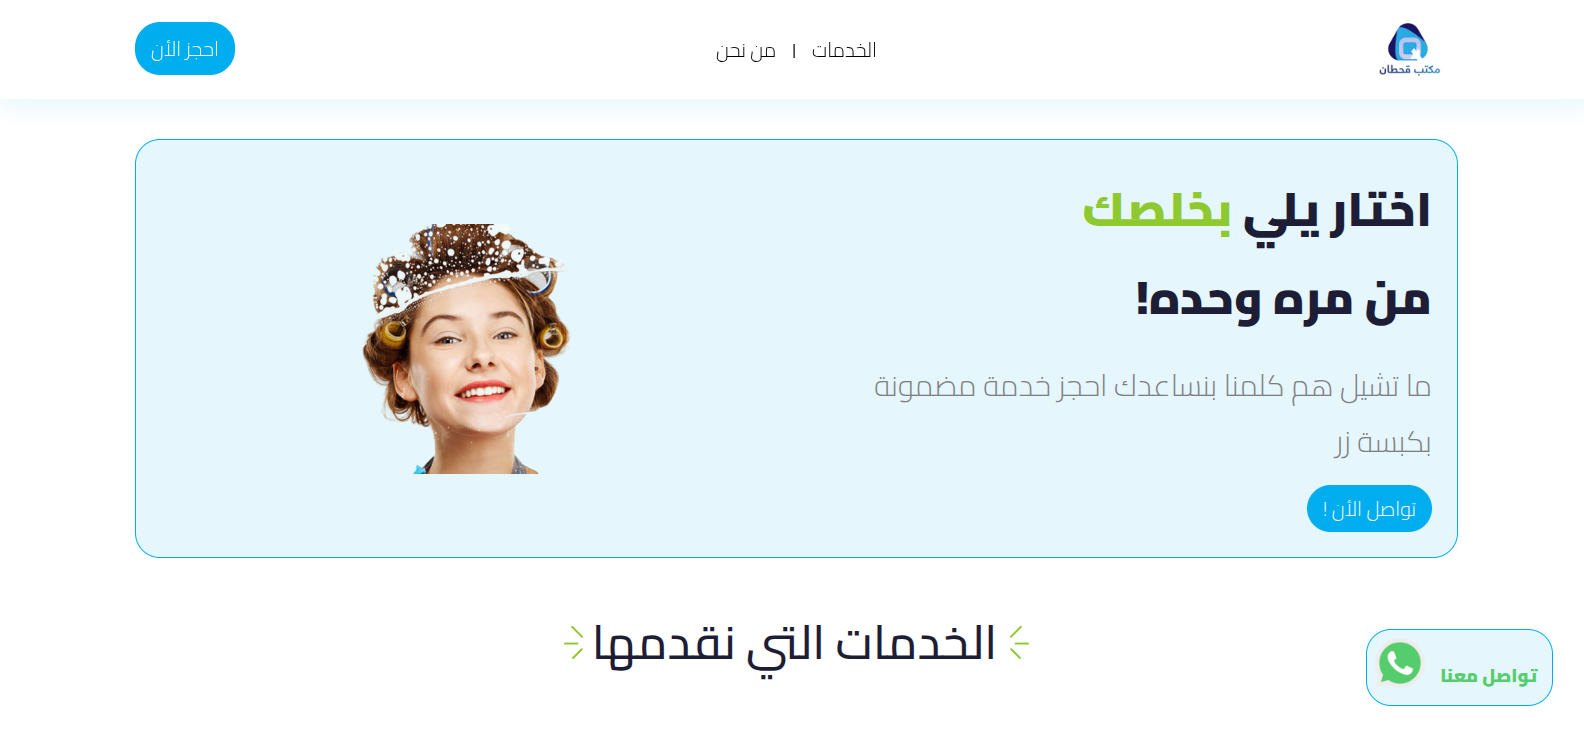 مكتب قحطان
الخدمات | من نحن
احجز الأن
اختار يلي بخلصك
من مره وحده!
ما تشيل هم كلمنا بنساعدك احجز خدمة مضمونة
بكبسة زر
تواصل الأن !
الخدمات التي نقدمها
تواصل معنا